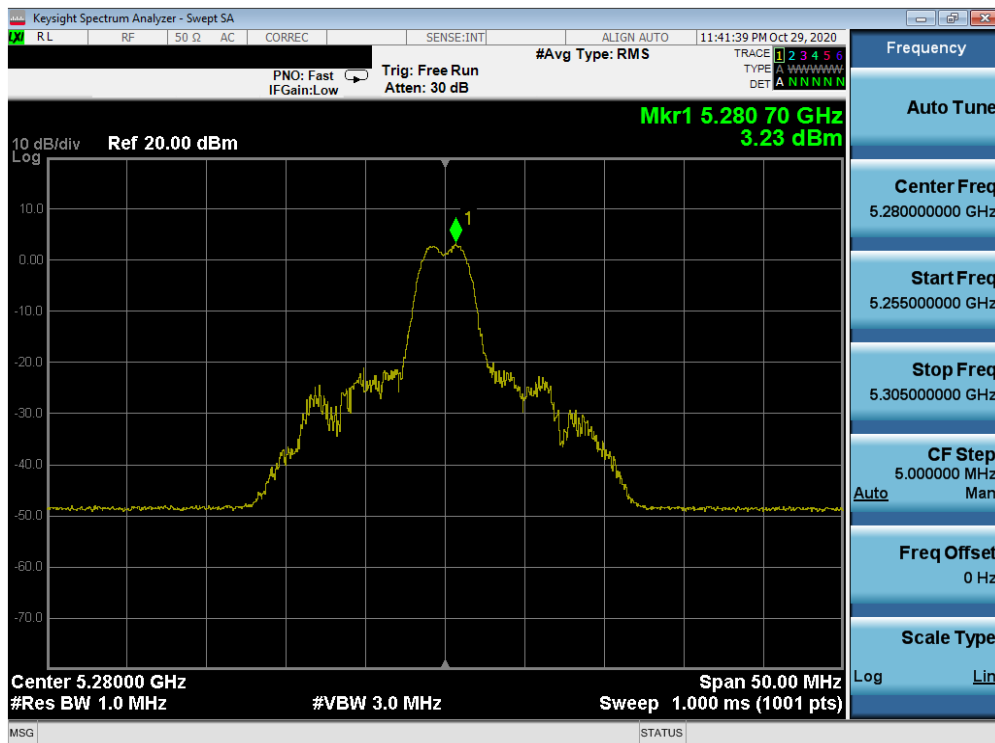 Keysight Spectrum Analyzer - Swept SA
LXI RL RF 50 Ω AC CORREC SENSE:INT ALIGN AUTO 11:41:39 PM Oct 29, 2020
#Avg Type: RMS
TRACE 1 2 3 4 5 6
TYPE A WWWWW
DET A N N N N N
PNO: Fast
IFGain:Low
Trig: Free Run
Atten: 30 dB
Mkr1 5.280 70 GHz
3.23 dBm
10 dB/div
Log
Ref 20.00 dBm
1
10.0
0.00
-10.0
-20.0
-30.0
-40.0
-50.0
-60.0
-70.0
Center 5.28000 GHz
Span 50.00 MHz
#Res BW 1.0 MHz
#VBW 3.0 MHz
Sweep 1.000 ms (1001 pts)
MSG
STATUS
Frequency
Auto Tune
Center Freq
5.280000000 GHz
Start Freq
5.255000000 GHz
Stop Freq
5.305000000 GHz
CF Step
5.000000 MHz
Auto Man
Freq Offset
0 Hz
Scale Type
Log Lin